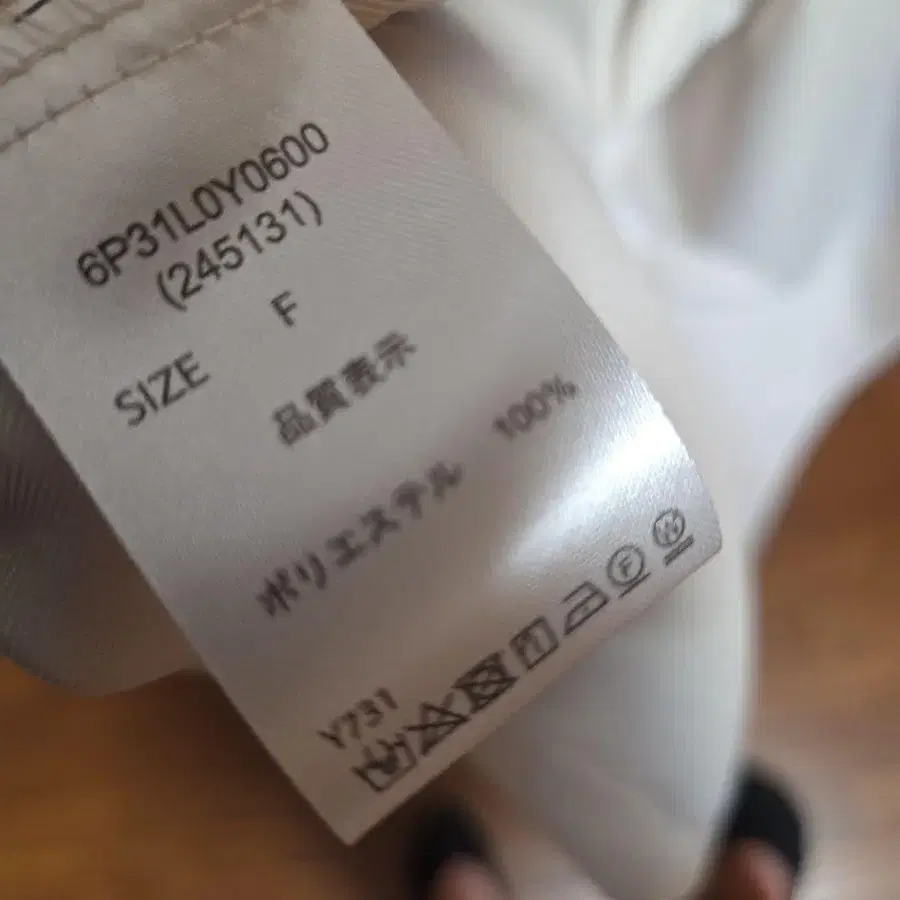 6P31L0Y0600
(245131)
SIZE F
品質表示
ポリエステル 100%
Y731
F W